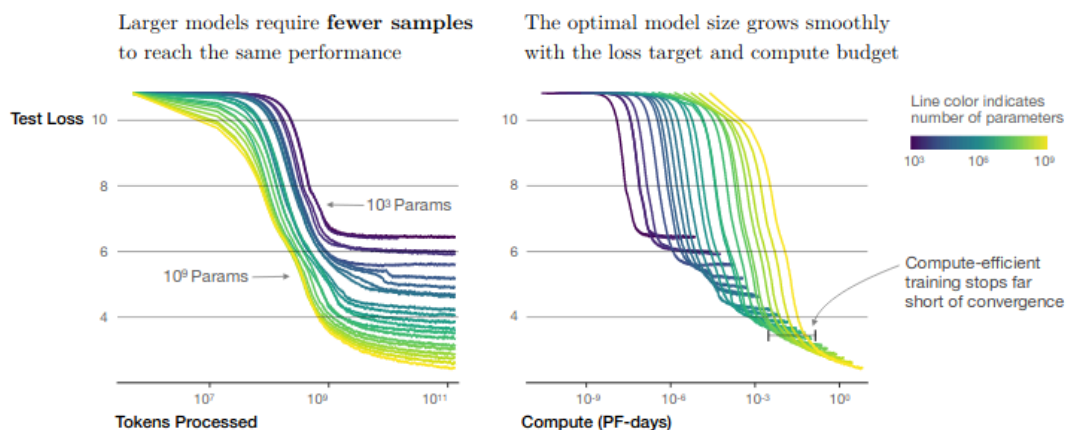 Larger models require fewer samples
to reach the same performance
The optimal model size grows smoothly
with the loss target and compute budget
Test Loss
10
8
6
4
10³ Params
10⁹ Params
10⁷
10⁹
10¹¹
Tokens Processed
10
8
6
4
10⁻⁹
10⁻⁶
10⁻³
10⁰
Compute (PF-days)
Line color indicates
number of parameters
10³
10⁶
10⁹
Compute-efficient
training stops far
short of convergence